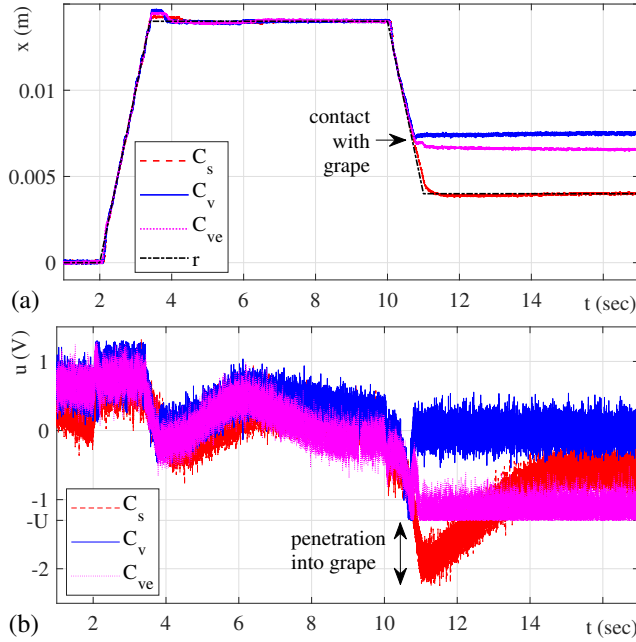 x (m)
0.01
0.005
0
contact
with
grape
C_s
C_v
C_ve
r
2
4
6
8
10
12
14
t (sec)
(a)
u (V)
1
0
-1
-U
-2
C_s
C_v
C_ve
penetration
into grape
2
4
6
8
10
12
14
t (sec)
(b)